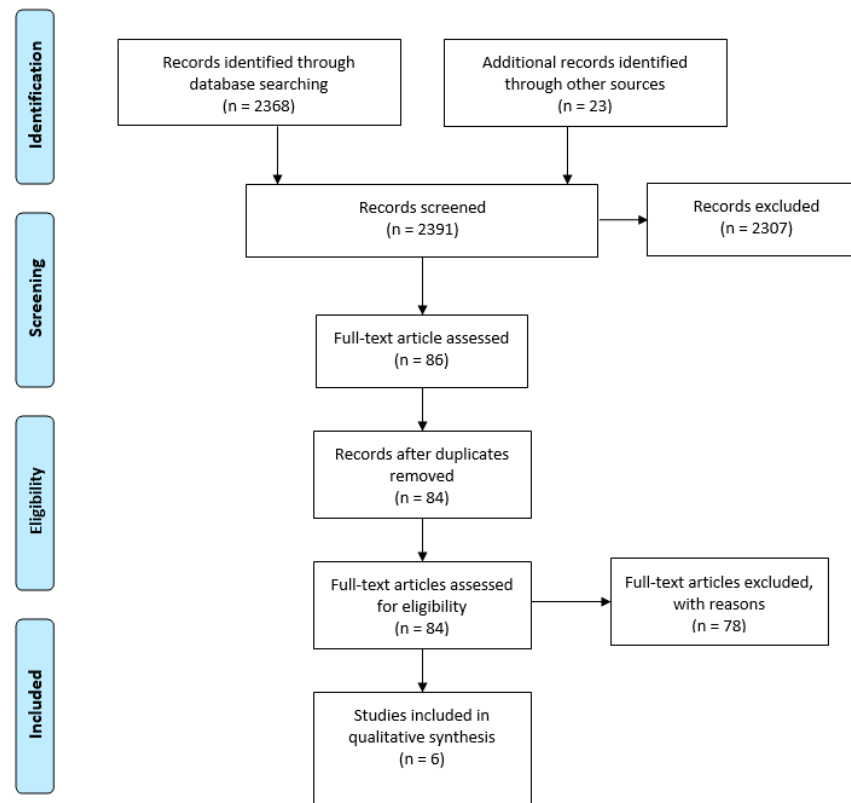 Identification
Records identified through
database searching
(n = 2368)
Additional records identified
through other sources
(n = 23)
Records screened
(n = 2391)
Records excluded
(n = 2307)
Screening
Full-text article assessed
(n = 86)
Records after duplicates
removed
(n = 84)
Eligibility
Full-text articles assessed
for eligibility
(n = 84)
Full-text articles excluded,
with reasons
(n = 78)
Included
Studies included in
qualitative synthesis
(n = 6)